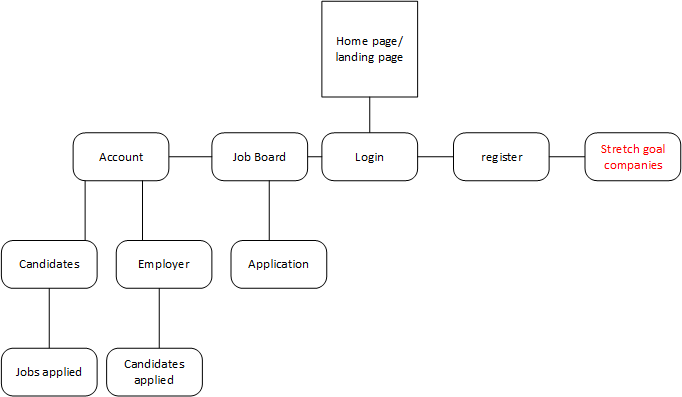 Home page/
landing page
Account
Job Board
Login
register
Stretch goal
companies
Candidates
Employer
Application
Jobs applied
Candidates
applied